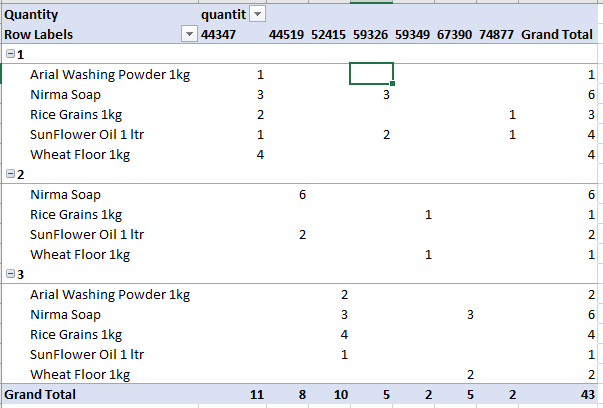 Quantity quantit
Row Labels 44347 44519 52415 59326 59349 67390 74877 Grand Total
1
Arial Washing Powder 1kg 1 1
Nirma Soap 3 3 6
Rice Grains 1kg 2 1 3
SunFlower Oil 1 ltr 1 2 1 4
Wheat Floor 1kg 4 4
2
Nirma Soap 6 6
Rice Grains 1kg 1 1
SunFlower Oil 1 ltr 2 2
Wheat Floor 1kg 1 1
3
Arial Washing Powder 1kg 2 2
Nirma Soap 3 3 6
Rice Grains 1kg 4 4
SunFlower Oil 1 ltr 1 1
Wheat Floor 1kg 2 2
Grand Total 11 8 10 5 2 5 2 43